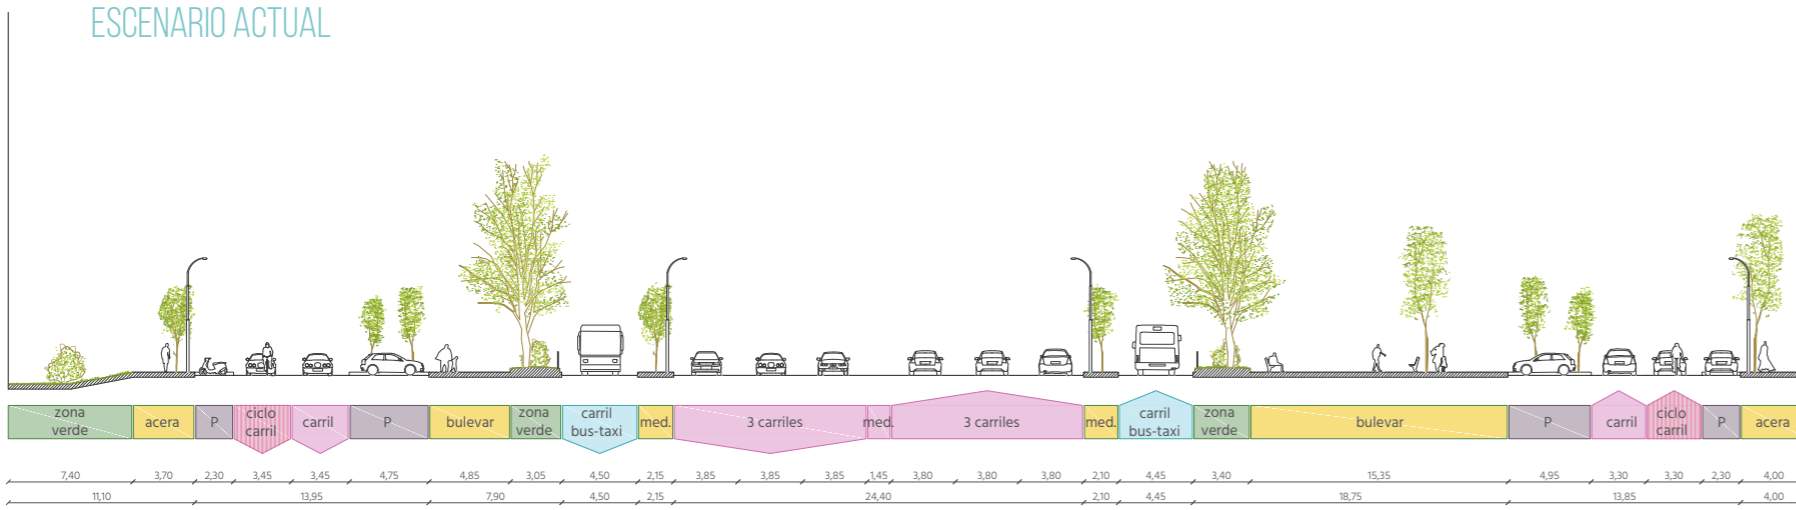 ESCENARIO ACTUAL
zona
verde
acera
P
ciclo
carril
carril
P
bulevar
zona
verde
carril
bus-taxi
med.
3 carriles
med.
3 carriles
med.
carril
bus-taxi
zona
verde
bulevar
P
carril
ciclo
carril
P
acera
7,40 3,70 2,30 3,45 3,45 4,75 4,85 3,05 4,50 2,15 3,85 3,85 3,85 1,45 3,80 3,80 3,80 2,10 4,45 3,40 15,35 4,95 3,30 3,30 2,30 4,00
11,10 13,95 7,90 4,50 2,15 24,40 2,10 4,45 18,75 13,85 4,00